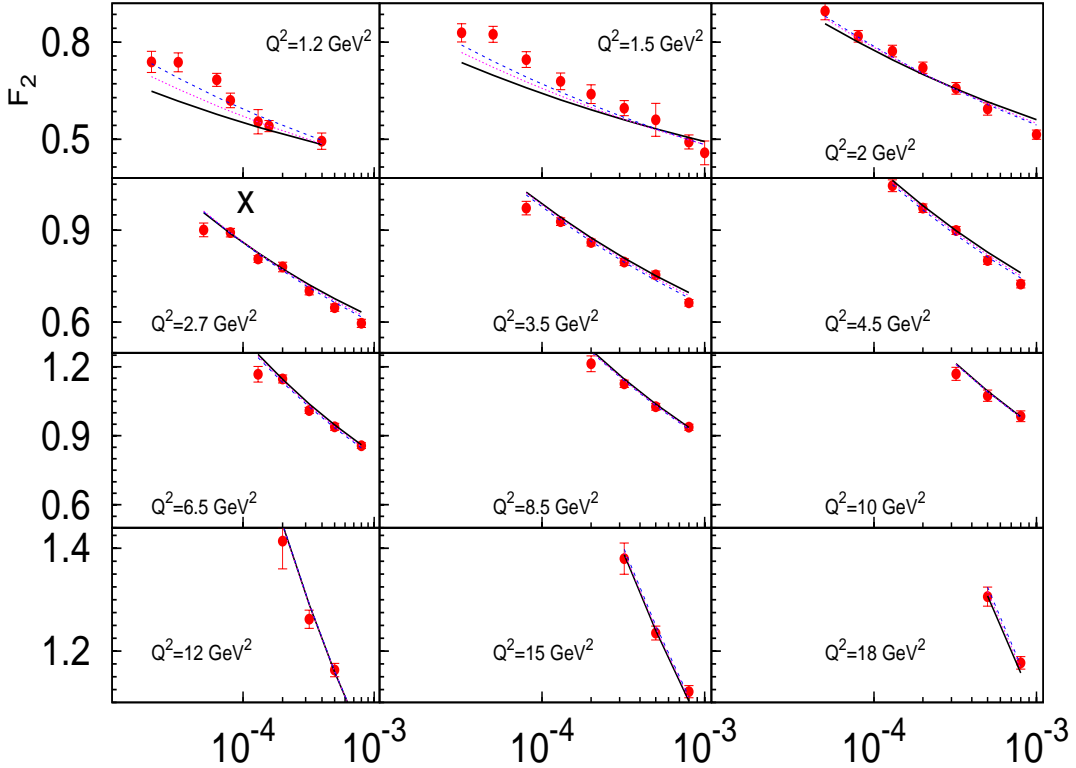 F₂
0.8
0.5
Q²=1.2 GeV²
Q²=1.5 GeV²
Q²=2 GeV²
0.9
0.6
X
Q²=2.7 GeV²
Q²=3.5 GeV²
Q²=4.5 GeV²
1.2
0.9
0.6
Q²=6.5 GeV²
Q²=8.5 GeV²
Q²=10 GeV²
1.4
1.2
Q²=12 GeV²
Q²=15 GeV²
Q²=18 GeV²
10⁻⁴ 10⁻³ 10⁻⁴ 10⁻³ 10⁻⁴ 10⁻³